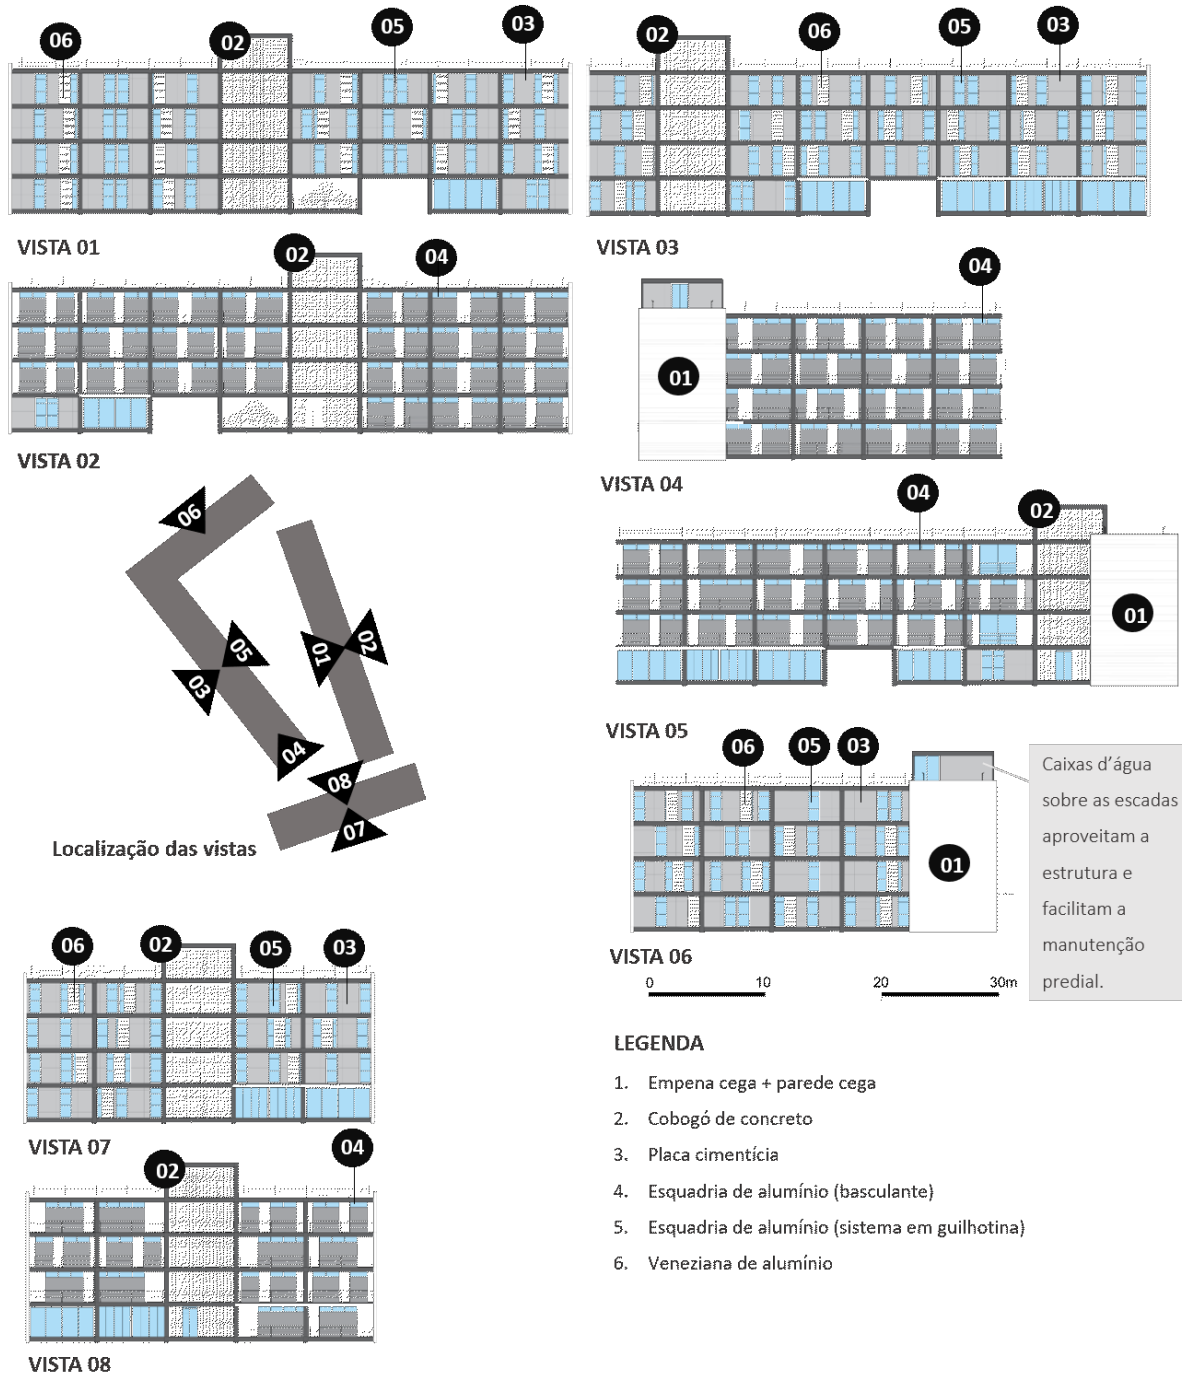 06
02
05
03
VISTA 01
02
06
05
03
VISTA 03
02
04
VISTA 02
04
01
VISTA 04
06
05
03
01
02
04
08
07
Localização das vistas
04
02
01
VISTA 05
06
05
03
01
VISTA 06
Caixas d’água
sobre as escadas
aproveitam a
estrutura e
facilitam a
manutenção
predial.
0 10 20 30m
06
02
05
03
VISTA 07
02
04
VISTA 08
LEGENDA
1. Empena cega + parede cega
2. Cobogó de concreto
3. Placa cimentícia
4. Esquadria de alumínio (basculante)
5. Esquadria de alumínio (sistema em guilhotina)
6. Veneziana de alumínio